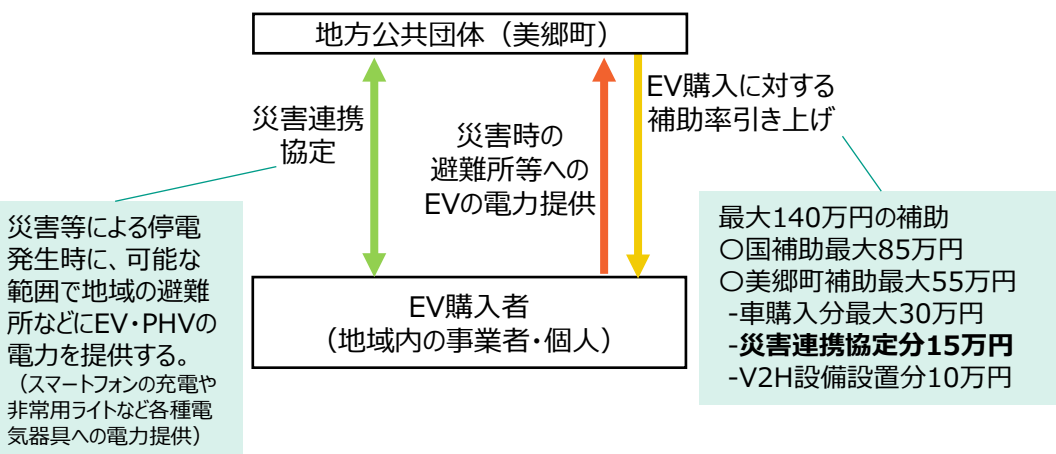 地方公共団体（美郷町）
災害連携
協定
災害時の
避難所等への
EVの電力提供
EV購入に対する
補助率引き上げ
災害等による停電
発生時に、可能な
範囲で地域の避難
所などにEV・PHVの
電力を提供する。
（スマートフォンの充電や
非常用ライトなど各種電
気器具への電力提供）
EV購入者
（地域内の事業者・個人）
最大140万円の補助
〇国補助最大85万円
〇美郷町補助最大55万円
-車購入分最大30万円
-災害連携協定分15万円
-V2H設備設置分10万円